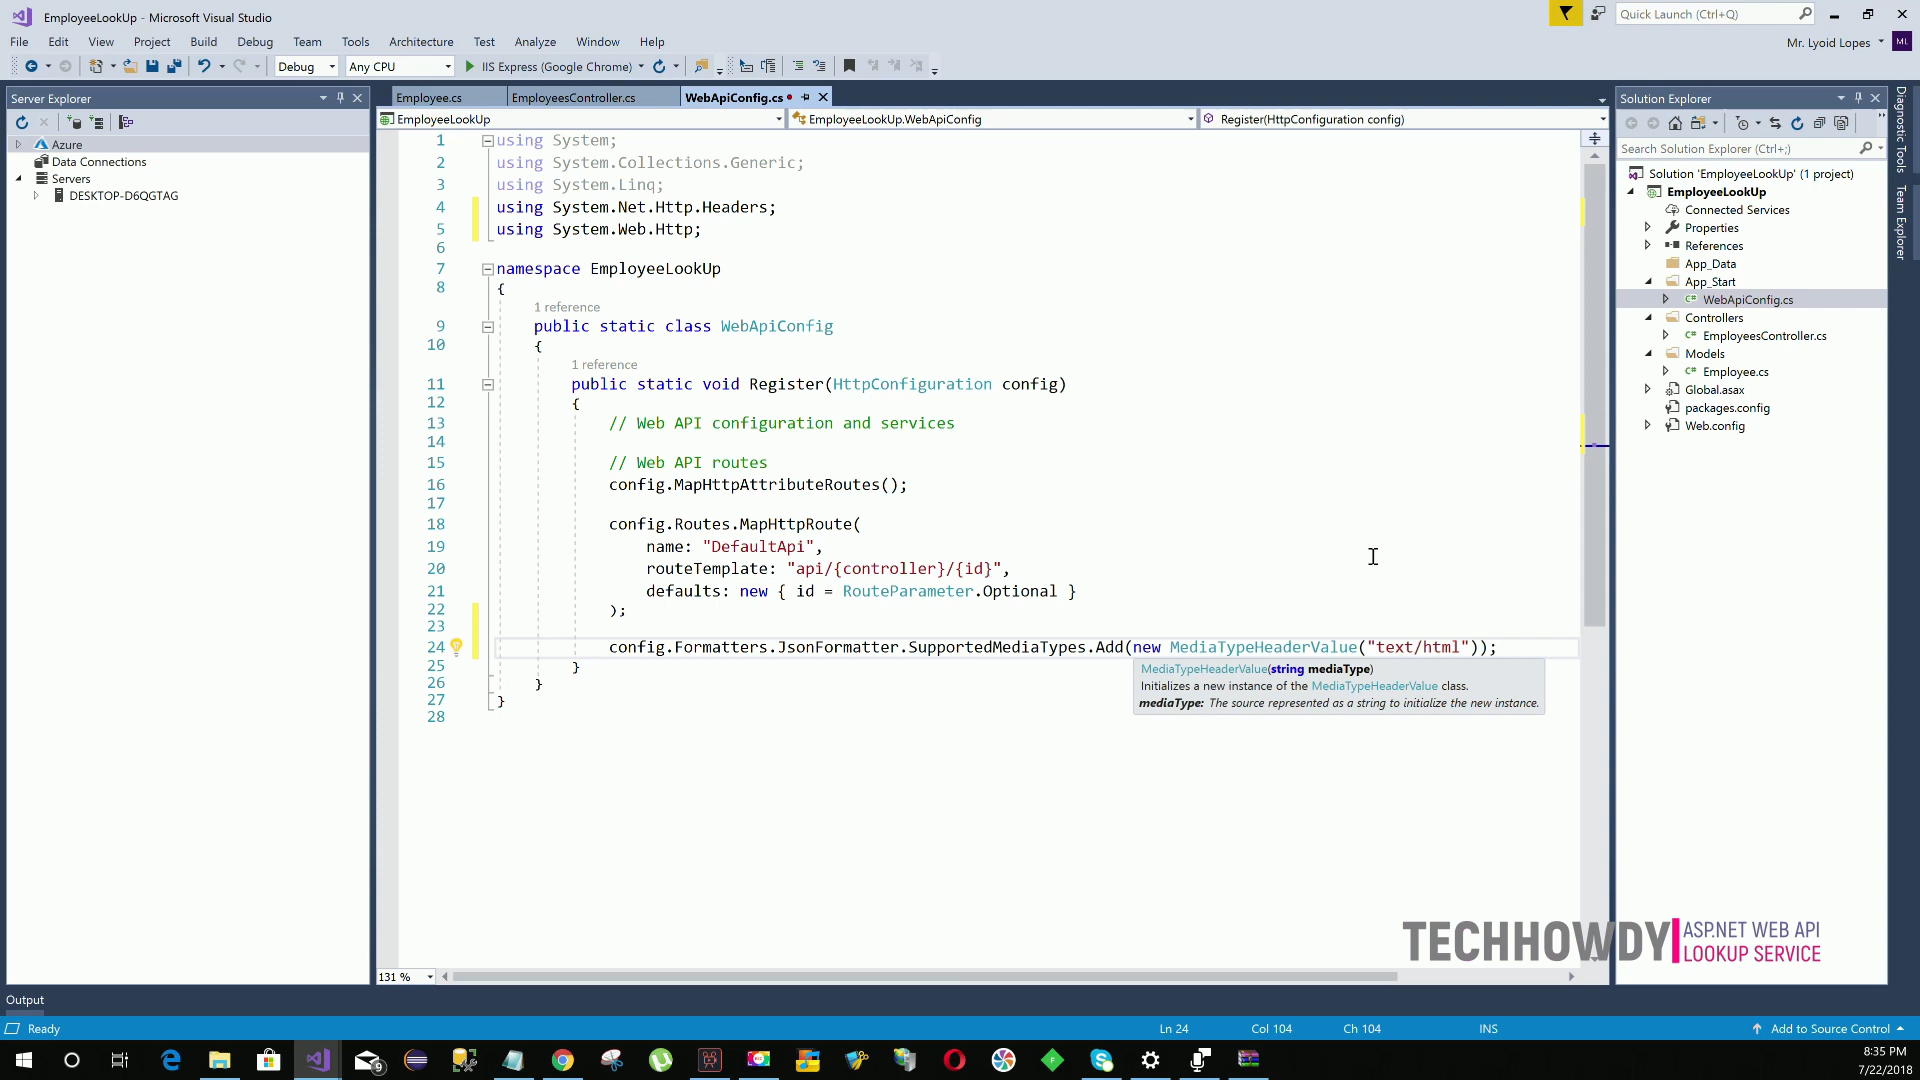 EmployeeLookUp - Microsoft Visual Studio
Quick Launch (Ctrl+Q)
File Edit View Project Build Debug Team Tools Architecture Test Analyze Window Help
Mr. Lyoid Lopes
ML
Debug
Any CPU
IIS Express (Google Chrome)
Server Explorer
Azure
Data Connections
Servers
DESKTOP-D6QGTAG
Employee.cs
EmployeesController.cs
WebApiConfig.cs
EmployeeLookUp
EmployeeLookUp.WebApiConfig
Register(HttpConfiguration config)
1 using System;
2 using System.Collections.Generic;
3 using System.Linq;
4 using System.Net.Http.Headers;
5 using System.Web.Http;
6
7 namespace EmployeeLookUp
8 {
1 reference
9 public static class WebApiConfig
10 {
1 reference
11 public static void Register(HttpConfiguration config)
12 {
13 // Web API configuration and services
14
15 // Web API routes
16 config.MapHttpAttributeRoutes();
17
18 config.Routes.MapHttpRoute(
19 name: "DefaultApi",
20 routeTemplate: "api/{controller}/{id}",
21 defaults: new { id = RouteParameter.Optional }
22 );
23
24 config.Formatters.JsonFormatter.SupportedMediaTypes.Add(new MediaTypeHeaderValue("text/html"));
25 }
26 }
27 }
28
MediaTypeHeaderValue(string mediaType)
Initializes a new instance of the MediaTypeHeaderValue class.
mediaType: The source represented as a string to initialize the new instance.
131 %
Solution Explorer
Search Solution Explorer (Ctrl+;)
Solution 'EmployeeLookUp' (1 project)
EmployeeLookUp
Connected Services
Properties
References
App_Data
App_Start
WebApiConfig.cs
Controllers
EmployeesController.cs
Models
Employee.cs
Global.asax
packages.config
Web.config
Diagnostic Tools
Team Explorer
TECHHOWDY
ASP.NET WEB API
LOOKUP SERVICE
Output
Ready
Ln 24
Col 104
Ch 104
INS
Add to Source Control
9
8:35 PM
7/22/2018